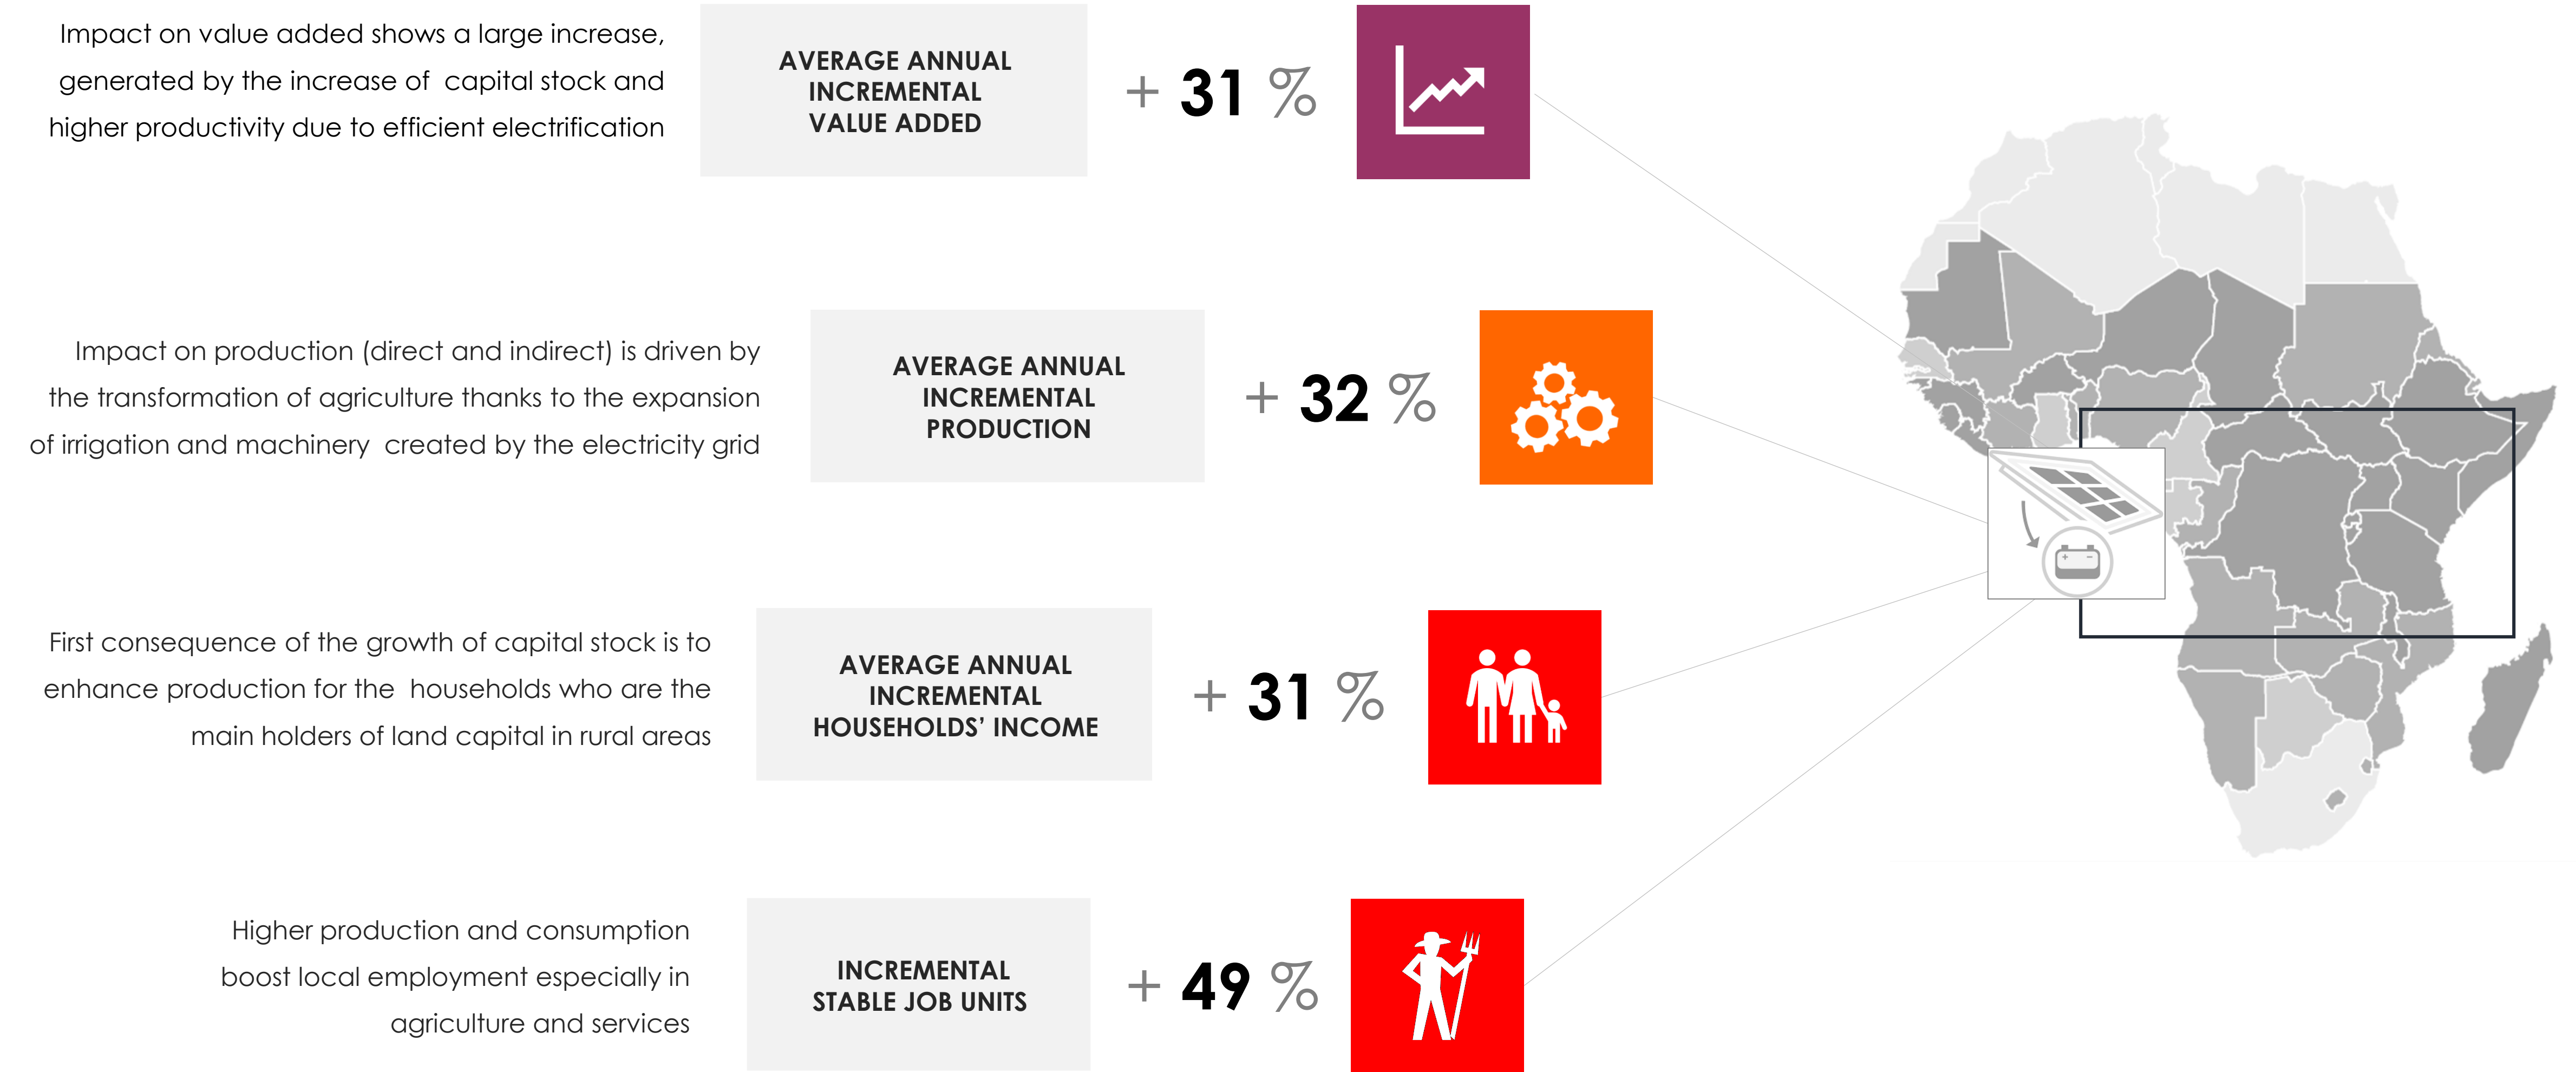 Impact on value added shows a large increase,
generated by the increase of  capital stock and
higher productivity due to efficient electrification
AVERAGE ANNUAL
INCREMENTAL
VALUE ADDED
+ 31 %
Impact on production (direct and indirect) is driven by
the transformation of agriculture thanks to the expansion
of irrigation and machinery  created by the electricity grid
AVERAGE ANNUAL
INCREMENTAL
PRODUCTION
+ 32 %
First consequence of the growth of capital stock is to
enhance production for the  households who are the
main holders of land capital in rural areas
AVERAGE ANNUAL
INCREMENTAL
HOUSEHOLDS’ INCOME
+ 31 %
Higher production and consumption
boost local employment especially in
agriculture and services
INCREMENTAL
STABLE JOB UNITS
+ 49 %